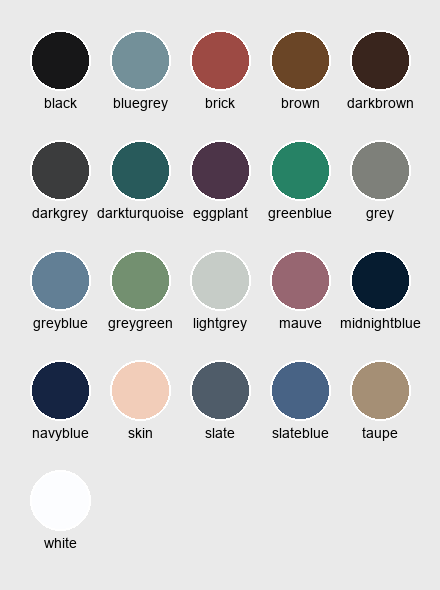 black bluegrey brick brown darkbrown
darkgrey darkturquoise eggplant greenblue grey
greyblue greygreen lightgrey mauve midnightblue
navyblue skin slate slateblue taupe
white